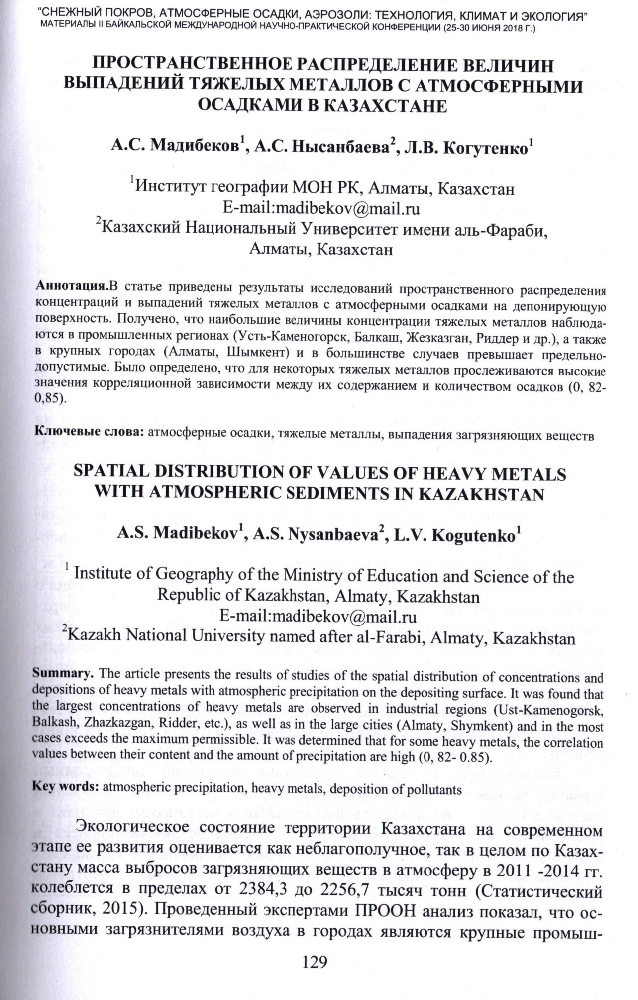 “СНЕЖНЫЙ ПОКРОВ, АТМОСФЕРНЫЕ ОСАДКИ, АЭРОЗОЛИ: ТЕХНОЛОГИЯ, КЛИМАТ И ЭКОЛОГИЯ”
МАТЕРИАЛЫ II БАЙКАЛЬСКОЙ МЕЖДУНАРОДНОЙ НАУЧНО-ПРАКТИЧЕСКОЙ КОНФЕРЕНЦИИ (25-30 ИЮНЯ 2018 Г.)
ПРОСТРАНСТВЕННОЕ РАСПРЕДЕЛЕНИЕ ВЕЛИЧИН
ВЫПАДЕНИЙ ТЯЖЕЛЫХ МЕТАЛЛОВ С АТМОСФЕРНЫМИ
ОСАДКАМИ В КАЗАХСТАНЕ
А.С. Мадибеков¹, А.С. Нысанбаева², Л.В. Когутенко¹
¹Институт географии МОН РК, Алматы, Казахстан
E-mail:madibekov@mail.ru
²Казахский Национальный Университет имени аль-Фараби,
Алматы, Казахстан
Аннотация.В статье приведены результаты исследований пространственного распределения
концентраций и выпадений тяжелых металлов с атмосферными осадками на депонирующую
поверхность. Получено, что наибольшие величины концентрации тяжелых металлов наблюда-
ются в промышленных регионах (Усть-Каменогорск, Балкаш, Жезказган, Риддер и др.), а также
в крупных городах (Алматы, Шымкент) и в большинстве случаев превышает предельно-
допустимые. Было определено, что для некоторых тяжелых металлов прослеживаются высокие
значения корреляционной зависимости между их содержанием и количеством осадков (0, 82-
0,85).
Ключевые слова: атмосферные осадки, тяжелые металлы, выпадения загрязняющих веществ
SPATIAL DISTRIBUTION OF VALUES OF HEAVY METALS
WITH ATMOSPHERIC SEDIMENTS IN KAZAKHSTAN
A.S. Madibekov¹, A.S. Nysanbaeva², L.V. Kogutenko¹
¹ Institute of Geography of the Ministry of Education and Science of the
Republic of Kazakhstan, Almaty, Kazakhstan
E-mail:madibekov@mail.ru
²Kazakh National University named after al-Farabi, Almaty, Kazakhstan
Summary. The article presents the results of studies of the spatial distribution of concentrations and
depositions of heavy metals with atmospheric precipitation on the depositing surface. It was found that
the largest concentrations of heavy metals are observed in industrial regions (Ust-Kamenogorsk,
Balkash, Zhazkazgan, Ridder, etc.), as well as in the large cities (Almaty, Shymkent) and in the most
cases exceeds the maximum permissible. It was determined that for some heavy metals, the correlation
values between their content and the amount of precipitation are high (0, 82- 0.85).
Key words: atmospheric precipitation, heavy metals, deposition of pollutants
Экологическое состояние территории Казахстана на современном
этапе ее развития оценивается как неблагополучное, так в целом по Казах-
стану масса выбросов загрязняющих веществ в атмосферу в 2011 -2014 гг.
колеблется в пределах от 2384,3 до 2256,7 тысяч тонн (Статистический
сборник, 2015). Проведенный экспертами ПРООН анализ показал, что ос-
новными загрязнителями воздуха в городах являются крупные промыш-
129